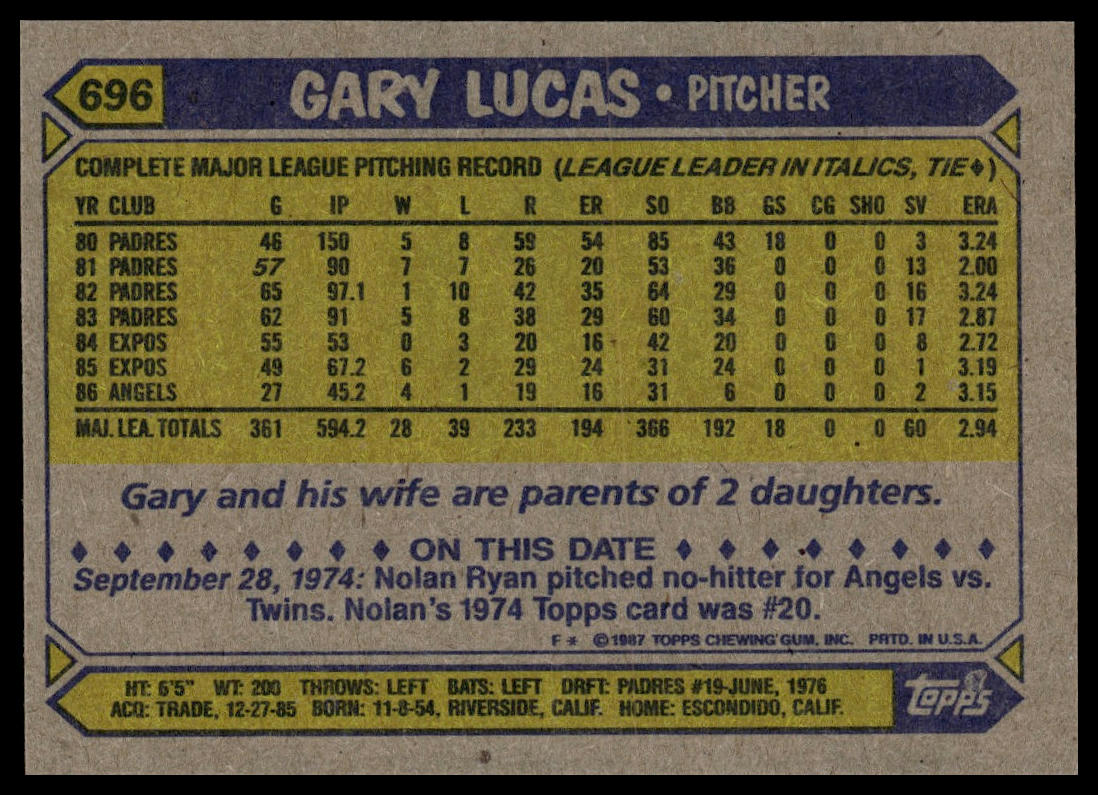 696 GARY LUCAS • PITCHER
COMPLETE MAJOR LEAGUE PITCHING RECORD (LEAGUE LEADER IN ITALICS, TIE♦)
YR CLUB G IP W L R ER SO BB GS CG SHO SV ERA
80 PADRES 46 150 5 8 59 54 85 43 18 0 0 3 3.24
81 PADRES 57 90 7 7 26 20 53 36 0 0 0 13 2.00
82 PADRES 65 97.1 1 10 42 35 64 29 0 0 0 16 3.24
83 PADRES 62 91 5 8 38 29 60 34 0 0 0 17 2.87
84 EXPOS 55 53 0 3 20 16 42 20 0 0 0 8 2.72
85 EXPOS 49 67.2 6 2 29 24 31 24 0 0 0 1 3.19
86 ANGELS 27 45.2 4 1 19 16 31 6 0 0 0 2 3.15
MAJ. LEA. TOTALS 361 594.2 28 39 233 194 366 192 18 0 0 60 2.94
Gary and his wife are parents of 2 daughters.
♦ ♦ ♦ ♦ ♦ ♦ ♦ ♦ ON THIS DATE ♦ ♦ ♦ ♦ ♦ ♦ ♦ ♦
September 28, 1974: Nolan Ryan pitched no-hitter for Angels vs.
Twins. Nolan's 1974 Topps card was #20.
F * ©1987 TOPPS CHEWING GUM, INC. PRTD. IN U.S.A.
HT: 6'5" WT: 200 THROWS: LEFT BATS: LEFT DRFT: PADRES #19-JUNE, 1976
ACQ: TRADE, 12-27-85 BORN: 11-8-54, RIVERSIDE, CALIF. HOME: ESCONDIDO, CALIF.
topps